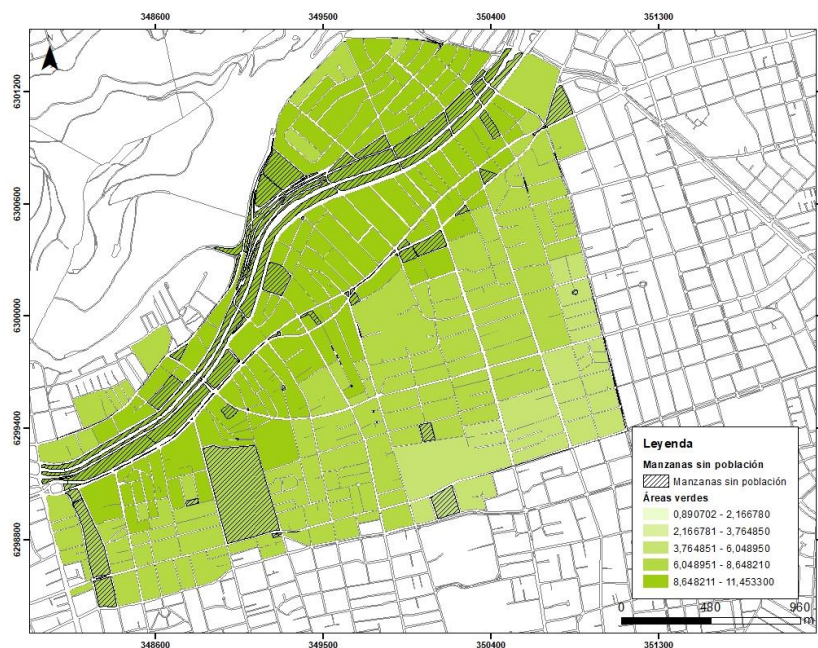 348600 349500 350400 351300
N
6301200
6300600
6300000
6299400
6298800
Leyenda
Manzanas sin población
Manzanas sin población
Áreas verdes
0,890702 - 2,166780
2,166781 - 3,764850
3,764851 - 6,048950
6,048951 - 8,648210
8,648211 - 11,453300
0 480 960
m
348600 349500 350400 351300